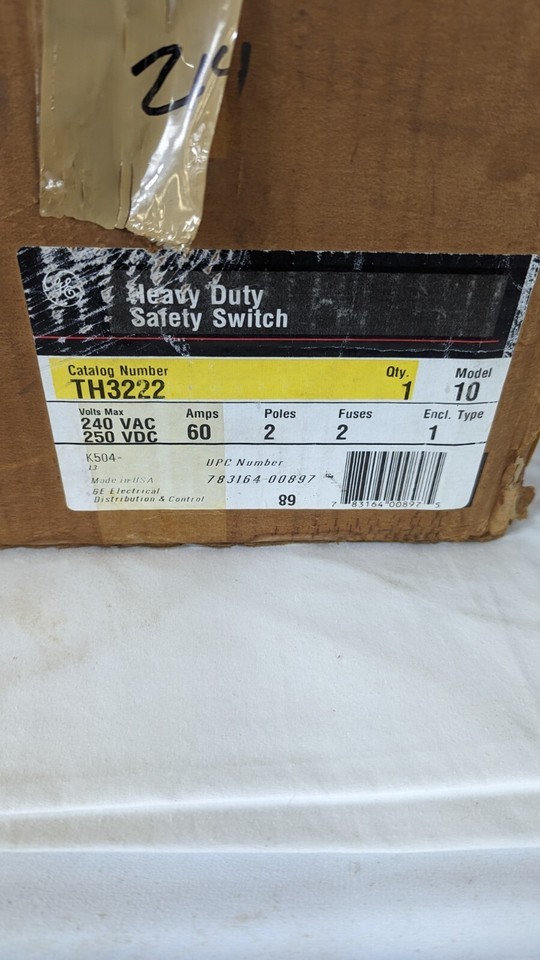 214
Heavy Duty
Safety Switch
Catalog Number Qty. Model
TH3222 1 10
Volts Max Amps Poles Fuses Encl. Type
240 VAC
250 VDC 60 2 2 1
K504-
L3
UPC Number
Made in USA 783164-00897
GE Electrical
Distribution & Control 89
7 83164 00897 5